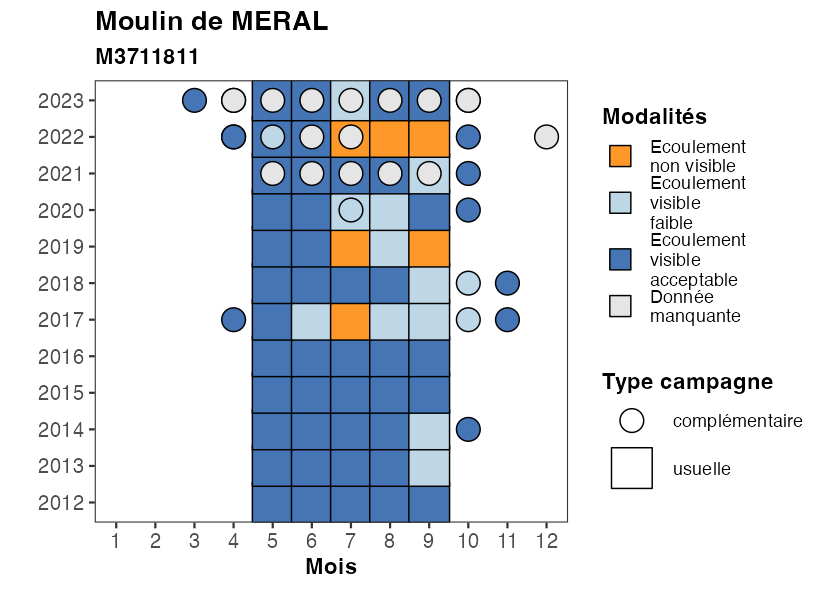 Moulin de MERAL
M3711811
2023
2022
2021
2020
2019
2018
2017
2016
2015
2014
2013
2012
1 2 3 4 5 6 7 8 9 10 11 12
Mois
Modalités
Ecoulement
non visible
Ecoulement
visible
faible
Ecoulement
visible
acceptable
Donnée
manquante
Type campagne
complémentaire
usuelle